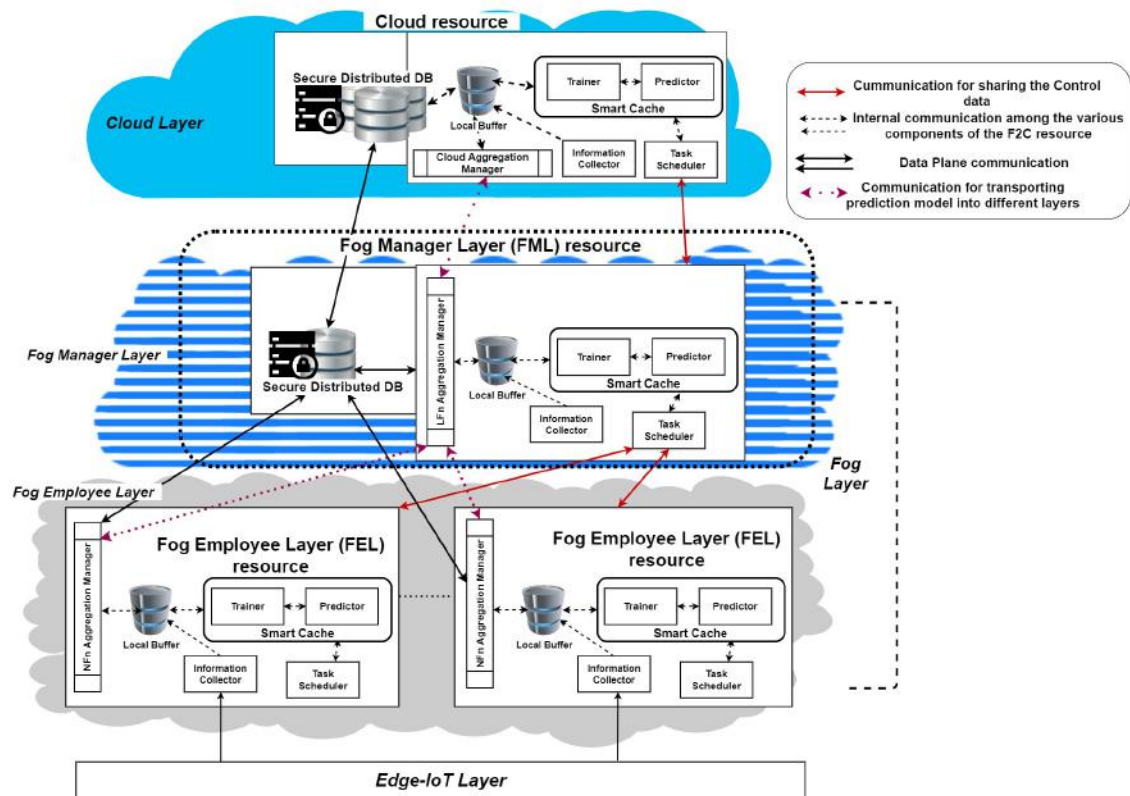 Cloud resource
Secure Distributed DB
Trainer
Predictor
Smart Cache
Local Buffer
Cloud Layer
Cloud Aggregation
Manager
Information
Collector
Task
Scheduler
Cummunication for sharing the Control
data
Internal communication among the various
components of the F2C resource
Data Plane communication
Communication for transporting
prediction model into different layers
Fog Manager Layer (FML) resource
Fog Manager Layer
Secure Distributed DB
LFn Aggregation Manager
Local Buffer
Trainer
Predictor
Smart Cache
Information
Collector
Task
Scheduler
Fog
Layer
Fog Employee Layer
Fog Employee Layer (FEL)
resource
NFn Aggregation Manager
Local Buffer
Trainer
Predictor
Smart Cache
Information
Collector
Task
Scheduler
Fog Employee Layer (FEL)
resource
NFn Aggregation Manager
Local Buffer
Trainer
Predictor
Smart Cache
Information
Collector
Task
Scheduler
Edge-IoT Layer